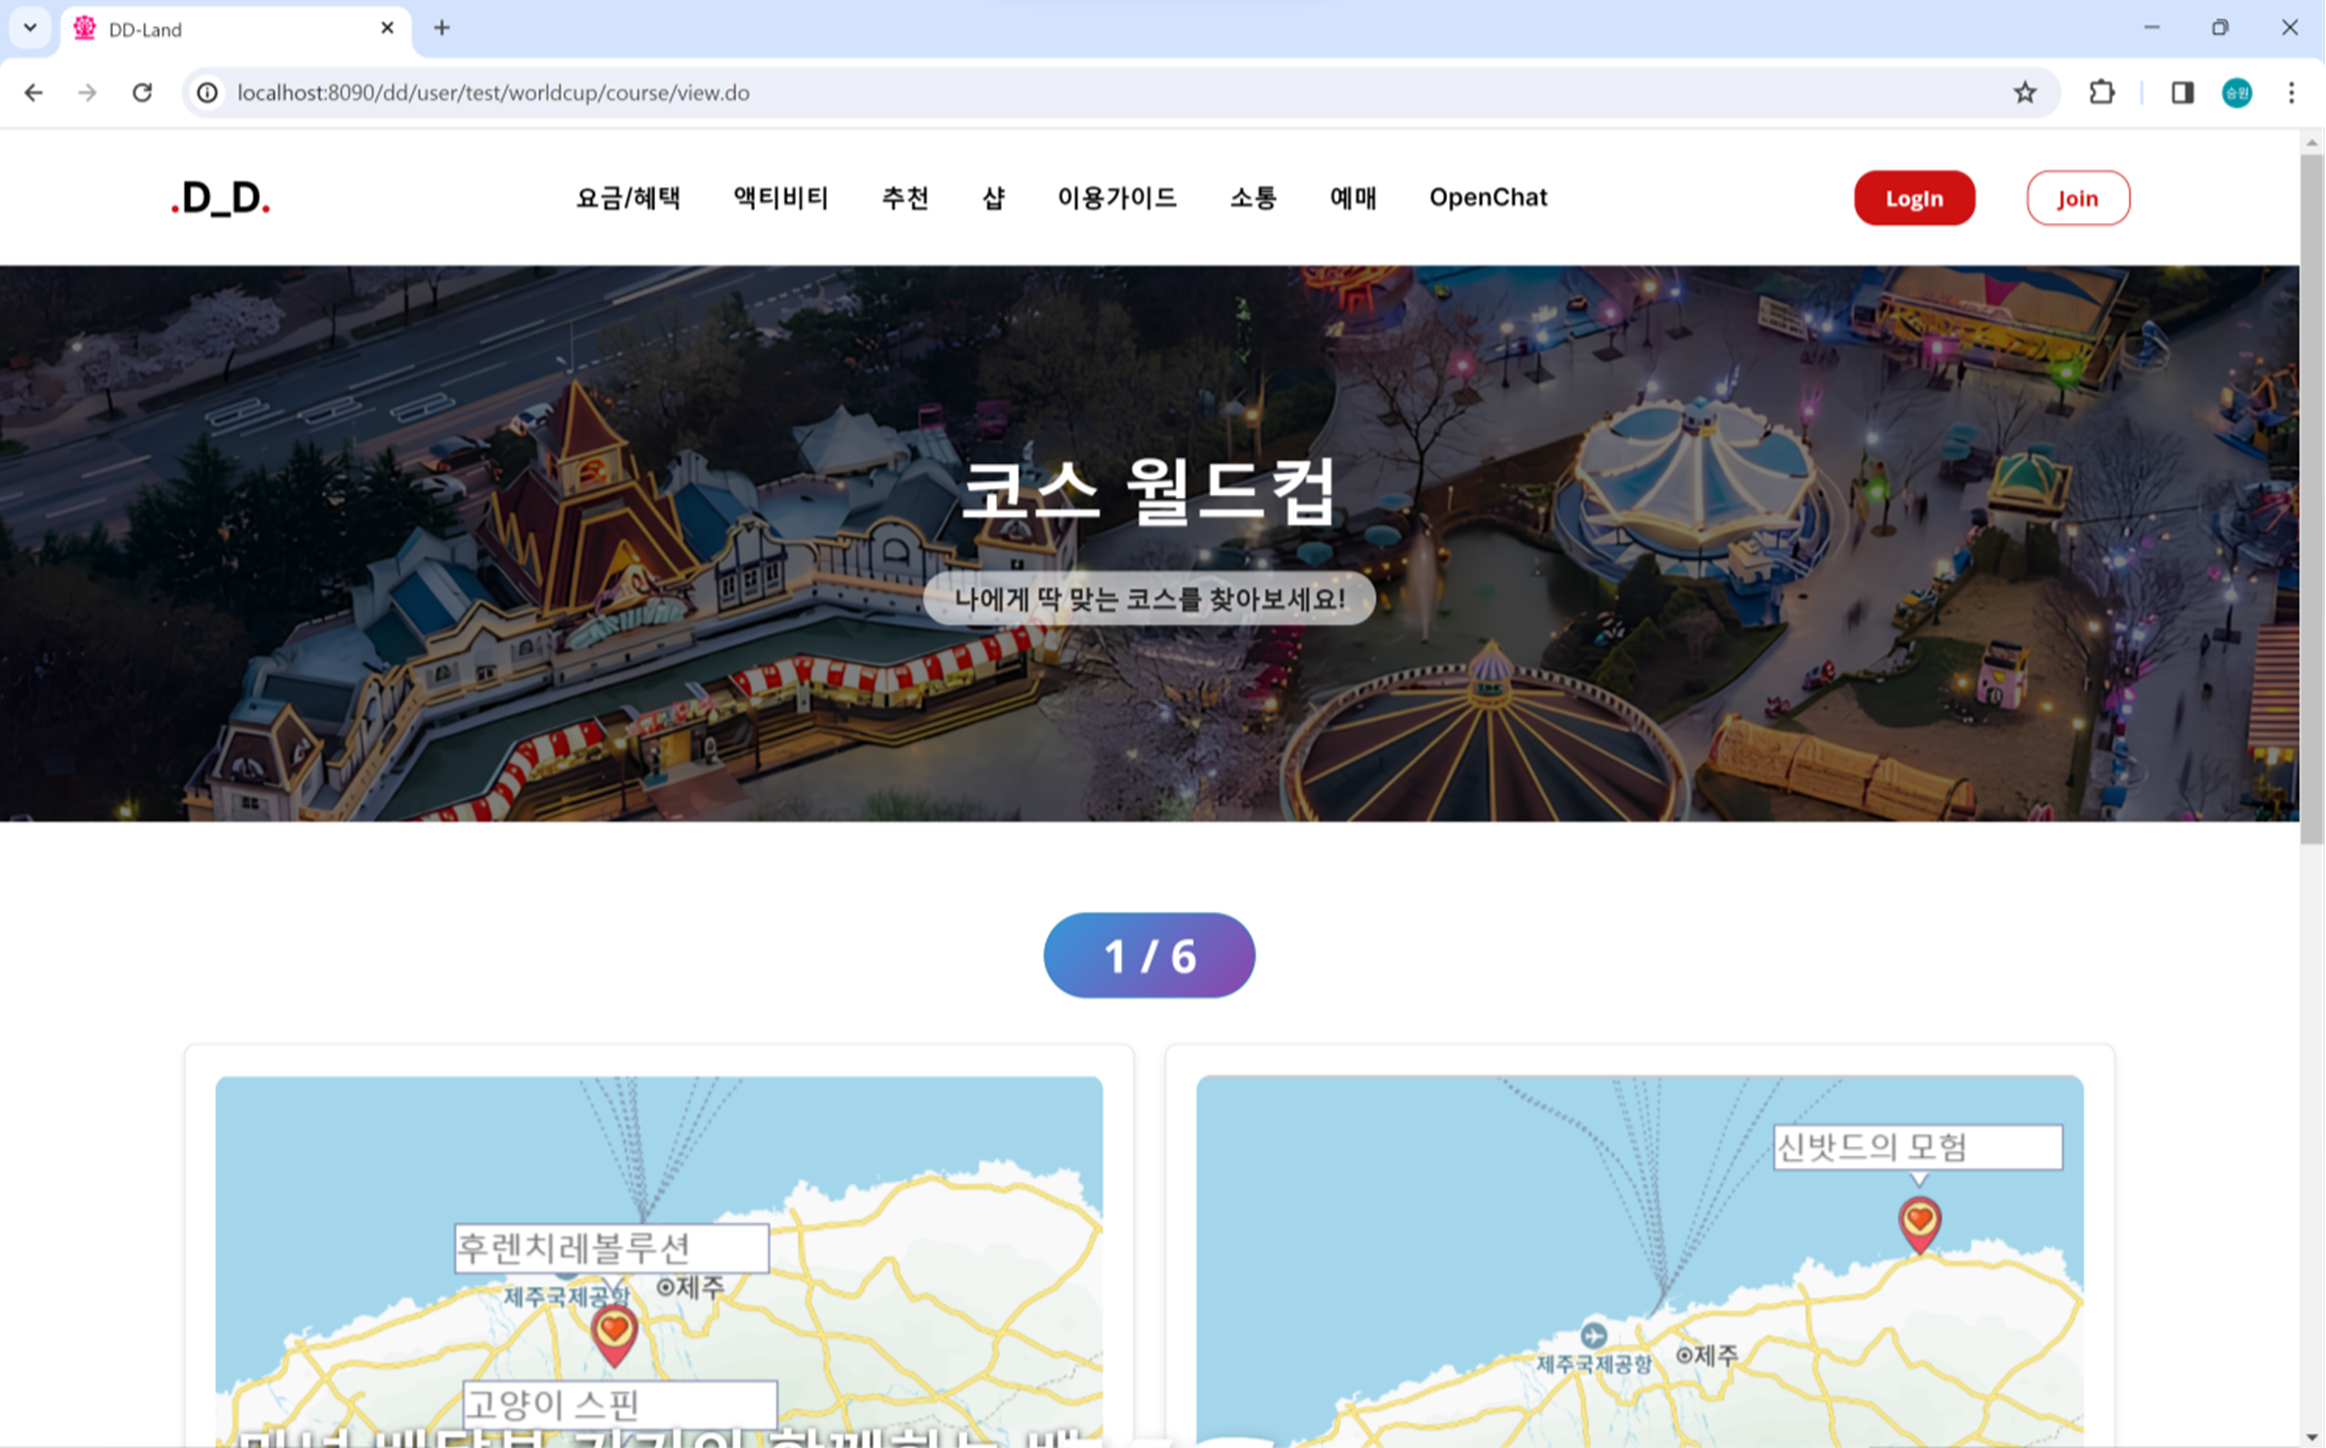 DD-Land
localhost:8090/dd/user/test/worldcup/course/view.do
승원
.D_D.
요금/혜택 액티비티 추천 샵 이용가이드 소통 예매 OpenChat
LogIn
Join
코스 월드컵
나에게 딱 맞는 코스를 찾아보세요!
1 / 6
후렌치레볼루션
제주국제공항
제주
고양이 스핀
신밧드의 모험
제주국제공항
제주